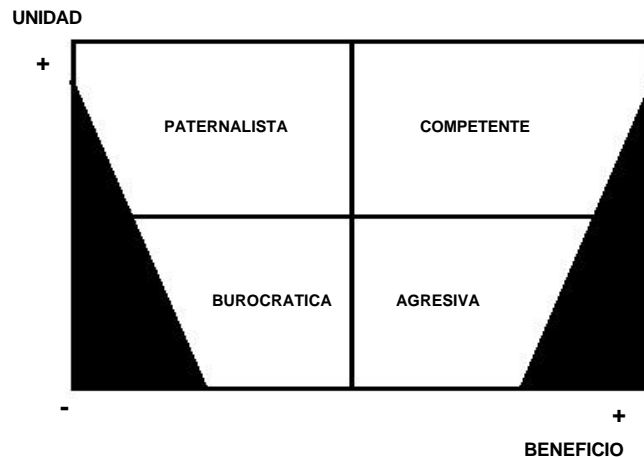 UNIDAD
+
PATERNALISTA COMPETENTE
BUROCRATICA AGRESIVA
- +
BENEFICIO